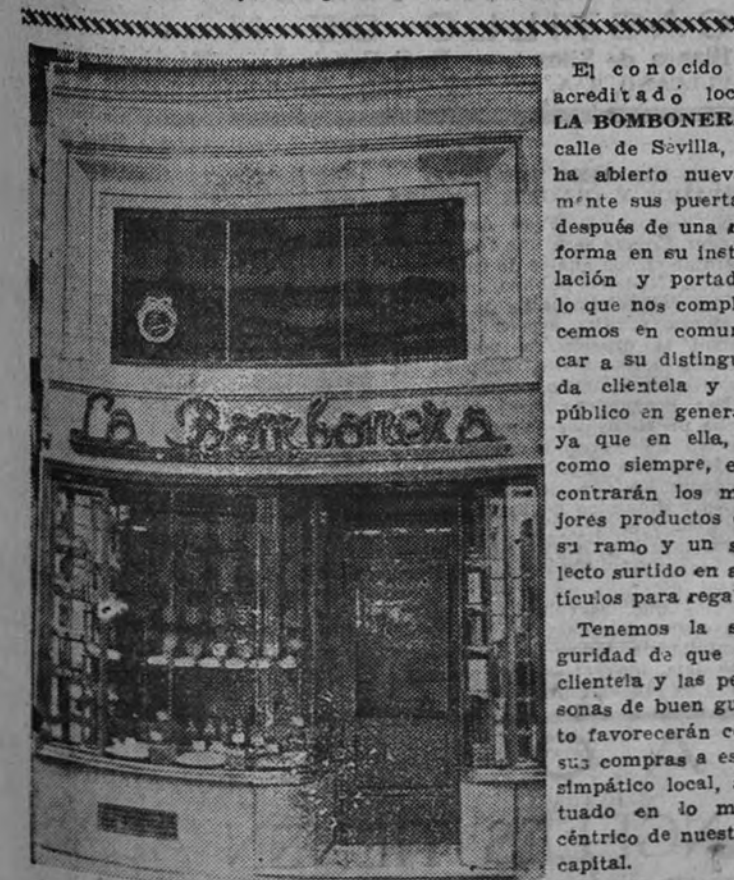 La Bombonera
El conocido
acreditado loc
LA BOMBONER
calle de Sevilla,
ha abierto nuev
mente sus puerta
después de una r
forma en su inst
lación y portad
lo que nos compl
cemos en comun
car a su distingu
da clientela y
público en genera
ya que en ella,
como siempre, e
contrarán los m
jores productos
su ramo y un s
lecto surtido en a
tículos para rega
Tenemos la s
guridad de que
clientela y las pe
sonas de buen gu
to favorecerán c
sus compras a es
simpático local,
tuado en lo m
céntrico de nuest
capital.